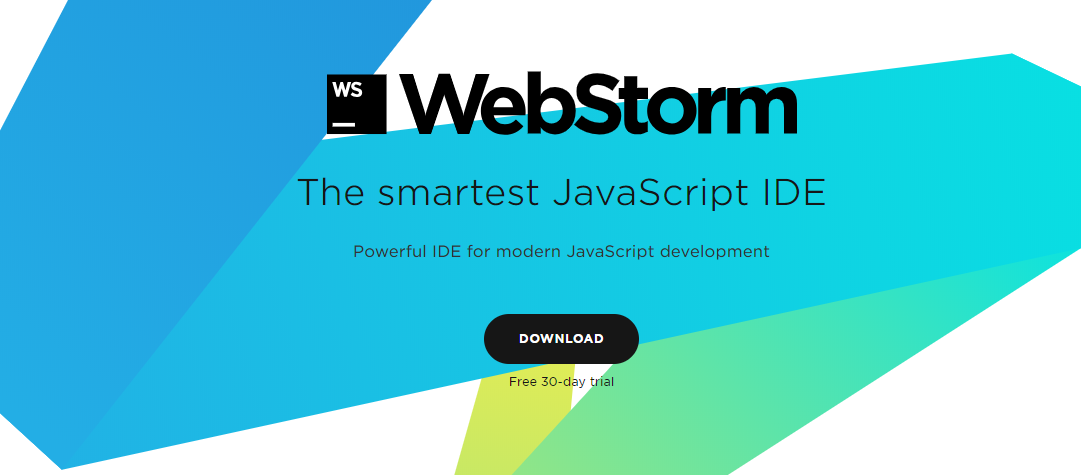 WS
WebStorm
The smartest JavaScript IDE
Powerful IDE for modern JavaScript development
DOWNLOAD
Free 30-day trial